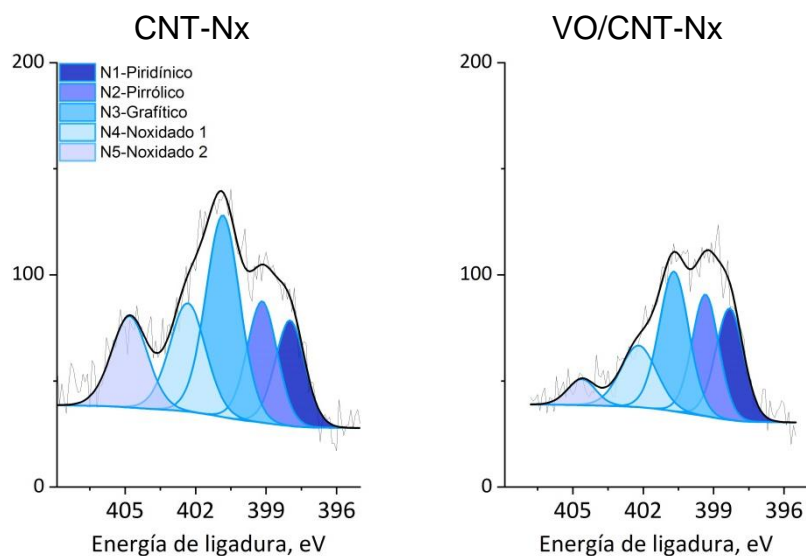 CNT-Nx
VO/CNT-Nx
200
100
0
N1-Piridínico
N2-Pirrólico
N3-Grafítico
N4-Noxidado 1
N5-Noxidado 2
405
402
399
396
Energía de ligadura, eV
200
100
0
405
402
399
396
Energía de ligadura, eV